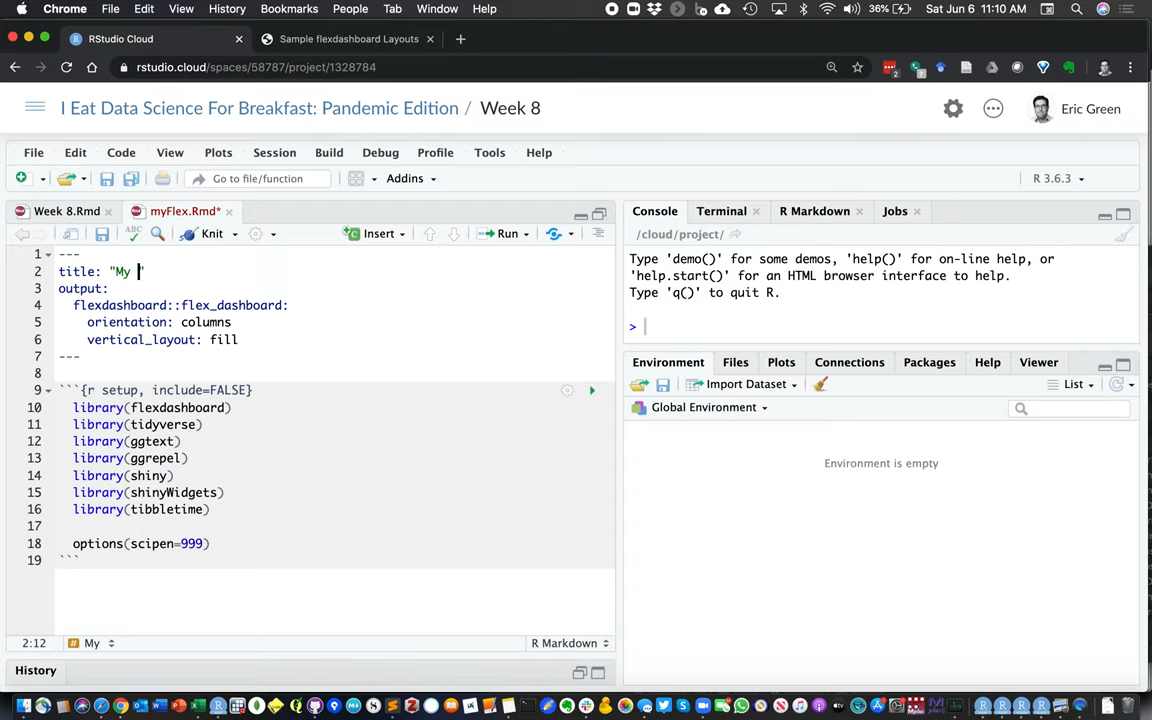 Chrome File Edit View History Bookmarks People Tab Window Help 36% Sat Jun 6 11:10 AM
RStudio Cloud Sample flexdashboard Layouts
rstudio.cloud/spaces/58787/project/1328784
I Eat Data Science For Breakfast: Pandemic Edition / Week 8 Eric Green
File Edit Code View Plots Session Build Debug Profile Tools Help
Go to file/function Addins R 3.6.3
Week 8.Rmd myFlex.Rmd*
Knit Insert Run
1 ---
2 title: "My "
3 output:
4 flexdashboard::flex_dashboard:
5 orientation: columns
6 vertical_layout: fill
7 ---
8
9 ```{r setup, include=FALSE}
10 library(flexdashboard)
11 library(tidyverse)
12 library(ggtext)
13 library(ggrepel)
14 library(shiny)
15 library(shinyWidgets)
16 library(tibbletime)
17
18 options(scipen=999)
19 ```
2:12 # My R Markdown
History
Console Terminal R Markdown Jobs
/cloud/project/
Type 'demo()' for some demos, 'help()' for on-line help, or
'help.start()' for an HTML browser interface to help.
Type 'q()' to quit R.
>
Environment Files Plots Connections Packages Help Viewer
Import Dataset List
Global Environment
Environment is empty